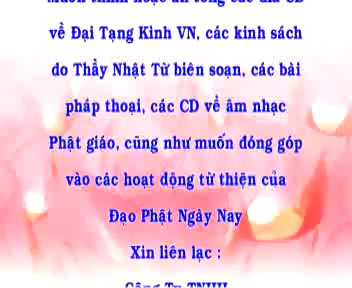 về Đại Tạng Kinh VN, các kinh sách
do Thầy Nhật Từ biên soạn, các bài
pháp thoại, các CD về âm nhạc
Phật giáo, cũng như muốn đóng góp
vào các hoạt động từ thiện của
Đạo Phật Ngày Nay
Xin liên lạc :